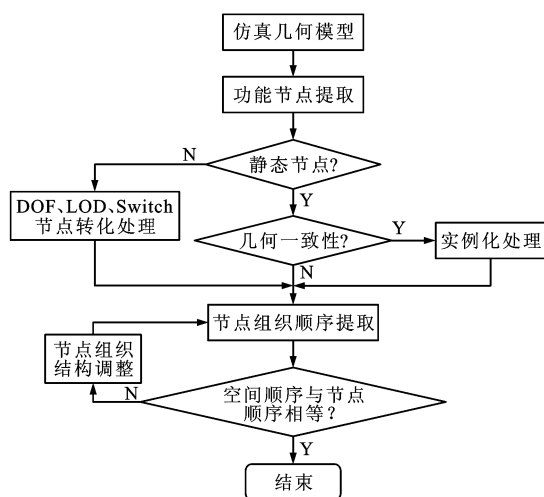 仿真几何模型
功能节点提取
静态节点?
N
Y
DOF、LOD、Switch
节点转化处理
几何一致性?
Y
实例化处理
N
节点组织顺序提取
节点组织
结构调整
N
空间顺序与节点
顺序相等?
Y
结束